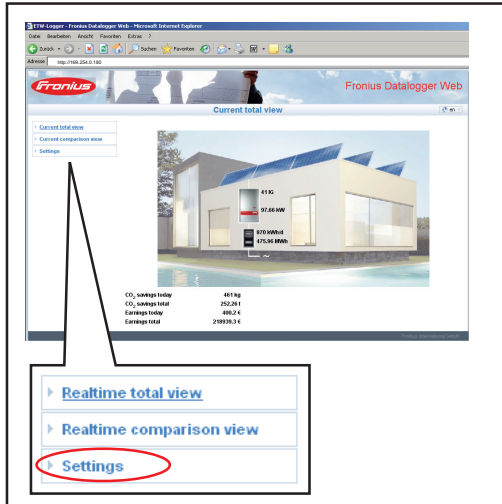 ETW-Logger - Fronius Datalogger Web - Microsoft Internet Explorer
Datei Bearbeiten Ansicht Favoriten Extras ?
Zurück Suchen Favoriten
Adresse http://169.254.0.180
Fronius
Fronius Datalogger Web
Current total view
en
Current total view
Current comparison view
Settings
41 IG
97.66 kW
870 kWh/d
475.96 MWh
CO2 savings today 461 kg
CO2 savings total 252.26 t
Earnings today 400.2 €
Earnings total 218939.3 €
Fronius International GmbH
Realtime total view
Realtime comparison view
Settings